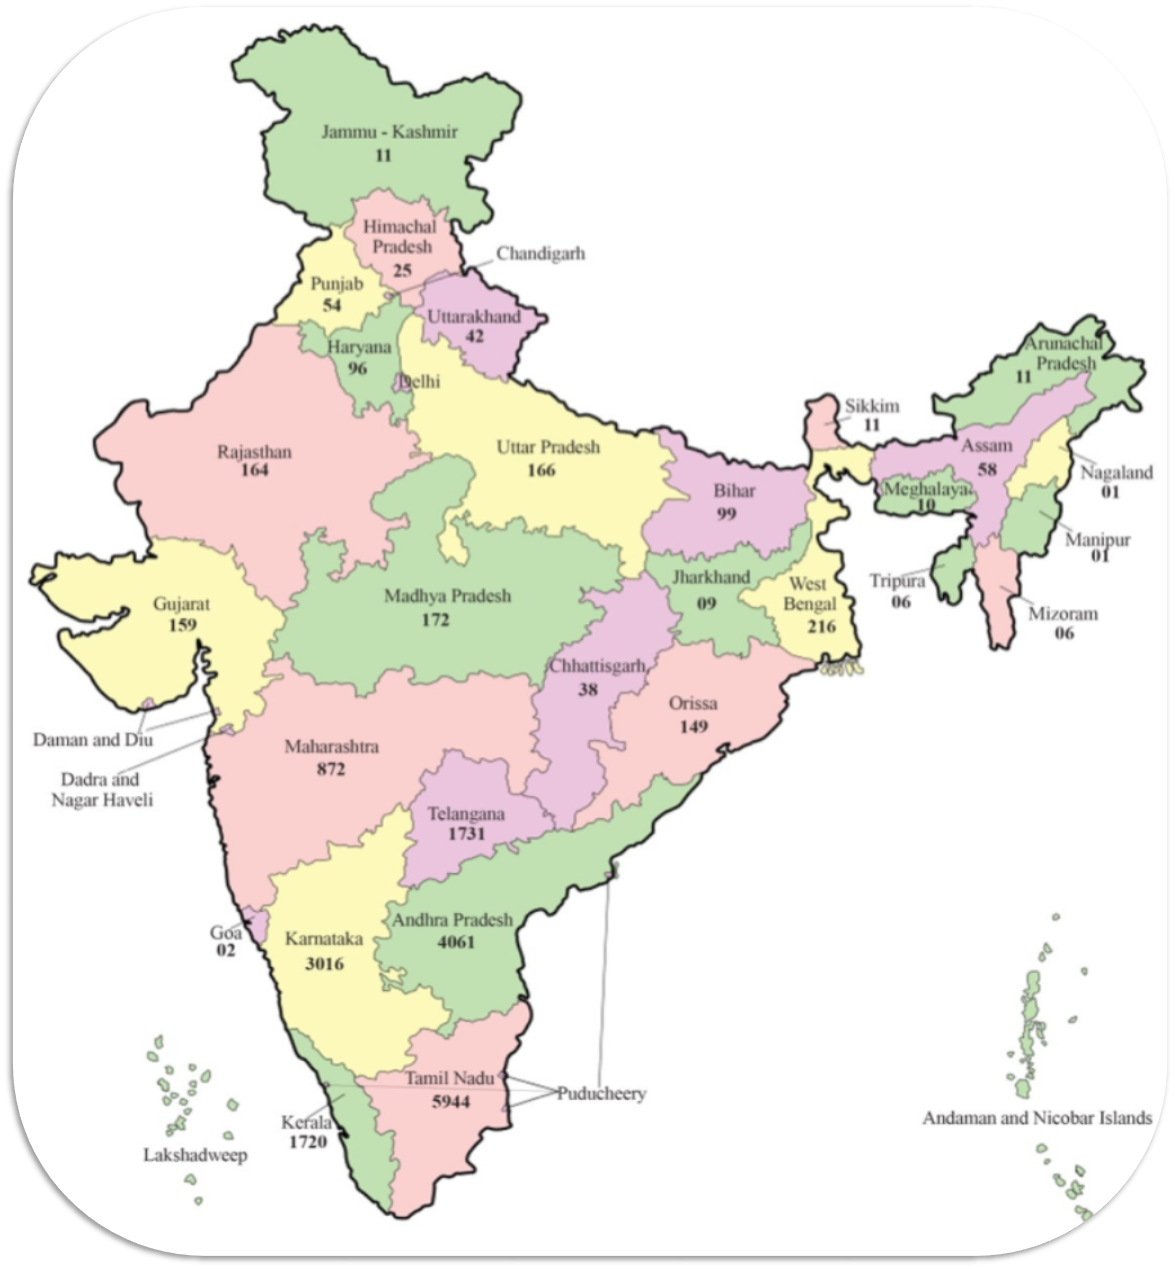 Jammu - Kashmir
11
Himachal
Pradesh
25
Chandigarh
Punjab
54
Uttarakhand
42
Haryana
96
Delhi
Arunachal
Pradesh
11
Sikkim
11
Rajasthan
164
Uttar Pradesh
166
Assam
58
Nagaland
01
Bihar
99
Meghalaya
10
Manipur
01
Jharkhand
09
Tripura
06
West
Bengal
216
Madhya Pradesh
172
Gujarat
159
Mizoram
06
Chhattisgarh
38
Orissa
149
Daman and Diu
Maharashtra
872
Dadra and
Nagar Haveli
Telangana
1731
Andhra Pradesh
4061
Goa
02
Karnataka
3016
Tamil Nadu
5944
Puducheery
Kerala
1720
Lakshadweep
Andaman and Nicobar Islands